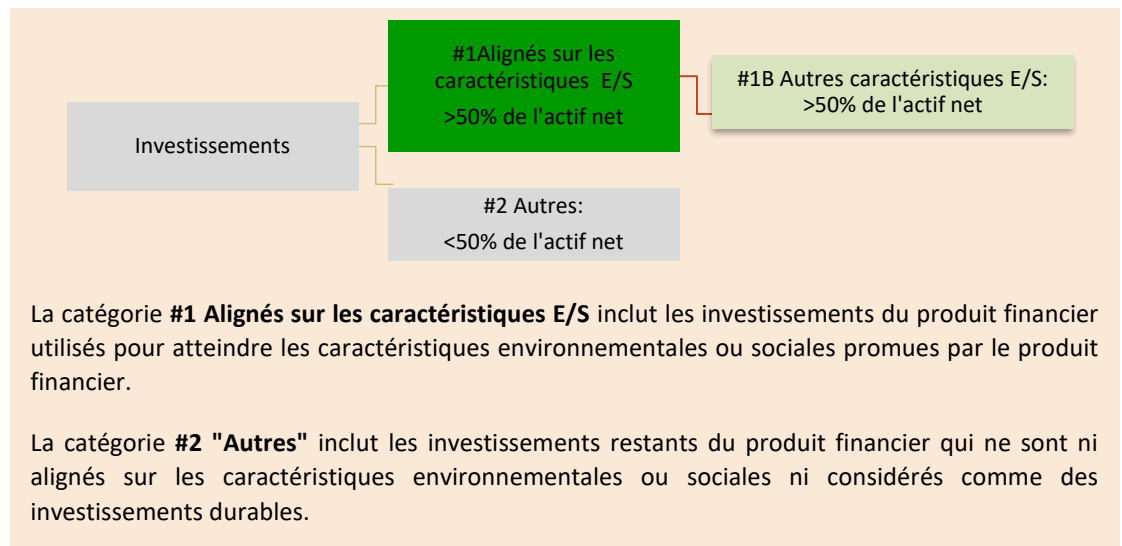 #1Alignés sur les
caractéristiques E/S
>50% de l'actif net
#1B Autres caractéristiques E/S:
>50% de l'actif net
Investissements
#2 Autres:
<50% de l'actif net
La catégorie #1 Alignés sur les caractéristiques E/S inclut les investissements du produit financier
utilisés pour atteindre les caractéristiques environnementales ou sociales promues par le produit
financier.
La catégorie #2 "Autres" inclut les investissements restants du produit financier qui ne sont ni
alignés sur les caractéristiques environnementales ou sociales ni considérés comme des
investissements durables.